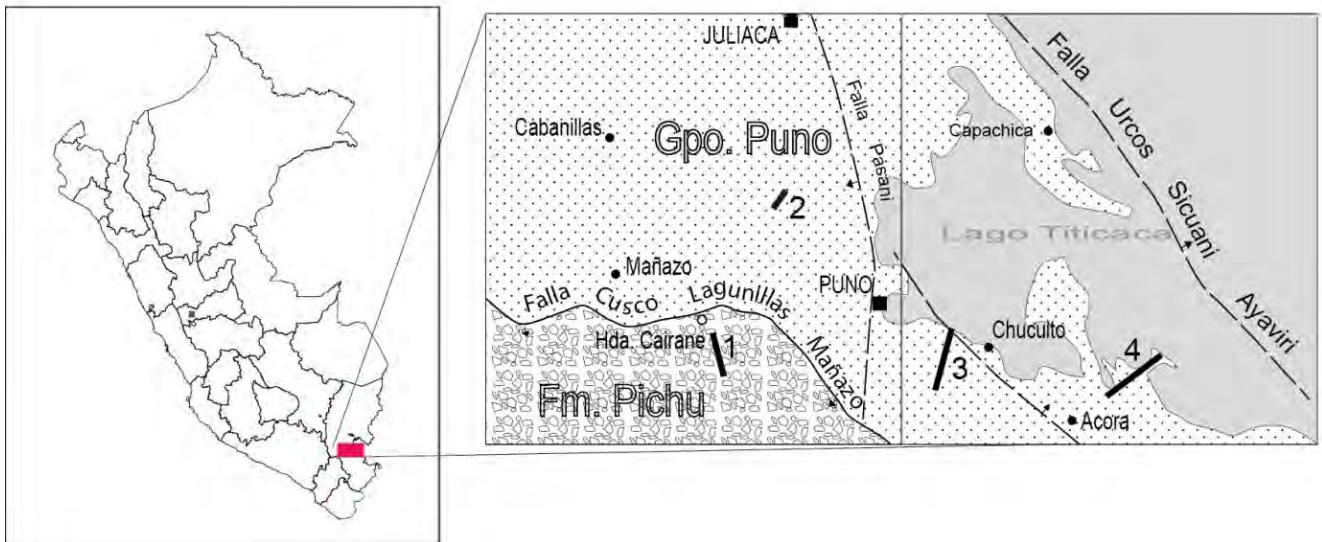 JULIACA
Falla Urcos Sicuani Ayaviri
Cabanillas
Gpo. Puno
Falla Pasani
Capachica
2
Lago Titicaca
Mañazo
PUNO
Falla Cusco Lagunillas Mañazo
Hda. Cairane
1
Chuculto
3
4
Fm. Pichu
Acora